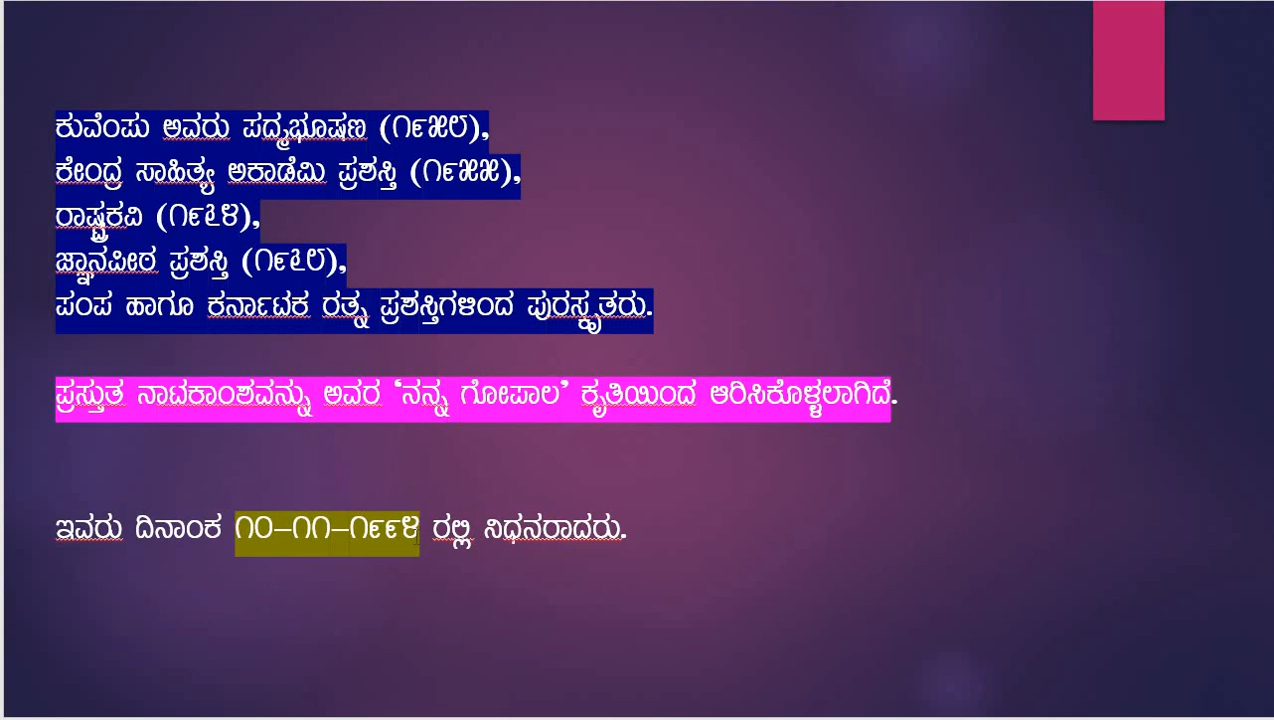 ಕುವೆಂಪು ಅವರು ಪದ್ಮಭೂಷಣ (೧೯೫೮),
ಕೇಂದ್ರ ಸಾಹಿತ್ಯ ಅಕಾಡೆಮಿ ಪ್ರಶಸ್ತಿ (೧೯೫೫),
ರಾಷ್ಟ್ರಕವಿ (೧೯೬೪),
ಜ್ಞಾನಪೀಠ ಪ್ರಶಸ್ತಿ (೧೯೬೮),
ಪಂಪ ಹಾಗೂ ಕರ್ನಾಟಕ ರತ್ನ ಪ್ರಶಸ್ತಿಗಳಿಂದ ಪುರಸ್ಕೃತರು.
ಪ್ರಸ್ತುತ ನಾಟಕಾಂಶವನ್ನು ಅವರ ‘ನನ್ನ ಗೋಪಾಲ’ ಕೃತಿಯಿಂದ ಆರಿಸಿಕೊಳ್ಳಲಾಗಿದೆ.
ಇವರು ದಿನಾಂಕ ೧೦–೧೧–೧೯೯೪ ರಲ್ಲಿ ನಿಧನರಾದರು.